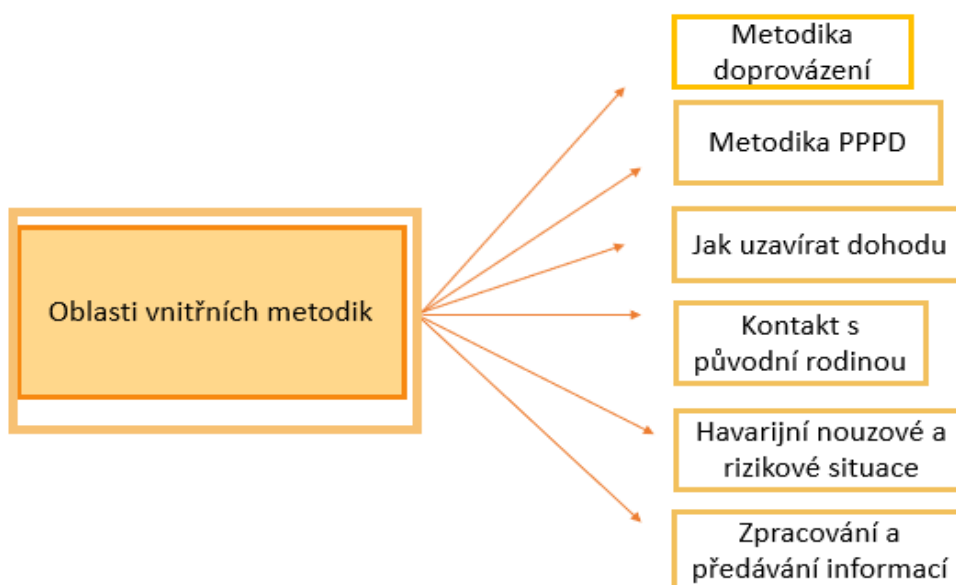 Metodika
doprovázení
Metodika PPPD
Jak uzavírat dohodu
Oblasti vnitřních metodik
Kontakt s
původní rodinou
Havarijní nouzové a
rizikové situace
Zpracování a
předávání informací